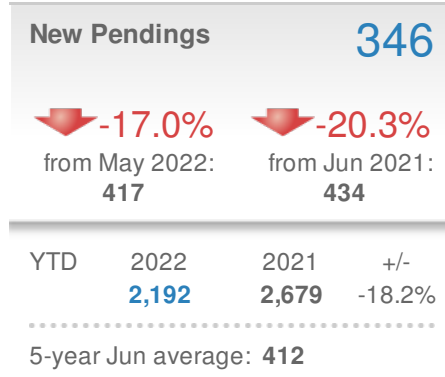 New Pendings 346
-17.0% -20.3%
from May 2022: from Jun 2021:
417 434
YTD 2022 2021 +/-
2,192 2,679 -18.2%
5-year Jun average: 412